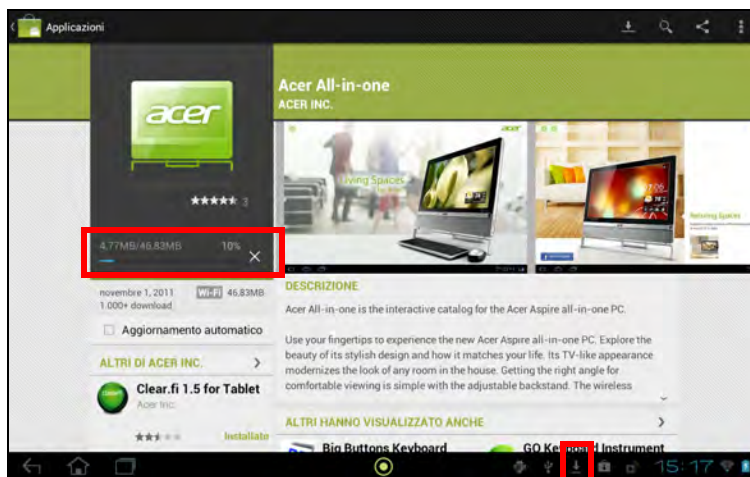 Applicazioni
Acer All-in-one
ACER INC.
acer
3
4.77MB/46.83MB 10%
novembre 1, 2011 Wi-Fi 46.83MB
1.000+ download
Aggiornamento automatico
ALTRI DI ACER INC.
Clear.fi 1.5 for Tablet
Acer Inc.
Installato
acer
Living Spaces
Relaxing Spaces
DESCRIZIONE
Acer All-in-one is the interactive catalog for the Acer Aspire all-in-one PC.
Use your fingertips to experience the new Acer Aspire all-in-one PC. Explore the
beauty of its stylish design and how it matches your life. Its TV-like appearance
modernizes the look of any room in the house. Getting the right angle for
comfortable viewing is simple with the adjustable backstand. The wireless
ALTRI HANNO VISUALIZZATO ANCHE
Big Buttons Keyboard
GO Keyboard Instrument
15:17